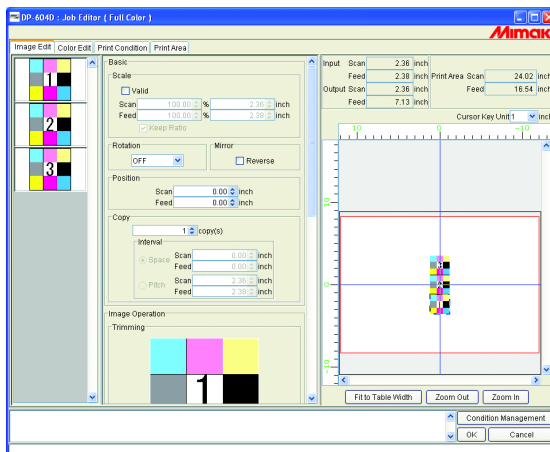 DP-604D : Job Editor ( Full Color )
Mimaki
Image Edit Color Edit Print Condition Print Area
1
2
3
Basic
Scale
Valid
Scan 100.00 % 2.36 inch
Feed 100.00 % 2.38 inch
Keep Ratio
Rotation
OFF
Mirror
Reverse
Position
Scan 0.00 inch
Feed 0.00 inch
Copy
1 copy(s)
Interval
Space Scan 0.00 inch
Feed 0.00 inch
Pitch Scan 2.36 inch
Feed 2.38 inch
Image Operation
Trimming
1
Input Scan 2.36 inch
Feed 2.38 inch Print Area Scan 24.02 inch
Output Scan 2.36 inch Feed 16.54 inch
Feed 7.13 inch
Cursor Key Unit 1 inch
10 0 -10
10
0
-10
Fit to Table Width Zoom Out Zoom In
Condition Management
OK Cancel